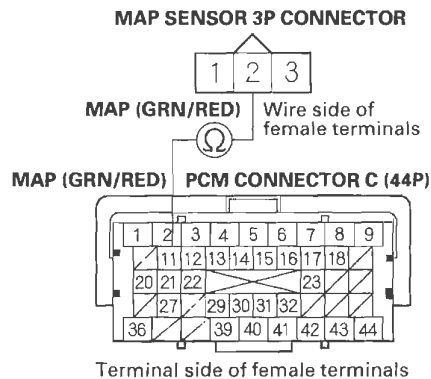 MAP SENSOR 3P CONNECTOR
1 2 3
MAP (GRN/RED)
Wire side of
female terminals
Ω
MAP (GRN/RED) PCM CONNECTOR C (44P)
1 2 3 4 5 6 7 8 9
11 12 13 14 15 16 17 18
20 21 22 23
27 29 30 31 32
36 39 40 41 42 43 44
Terminal side of female terminals